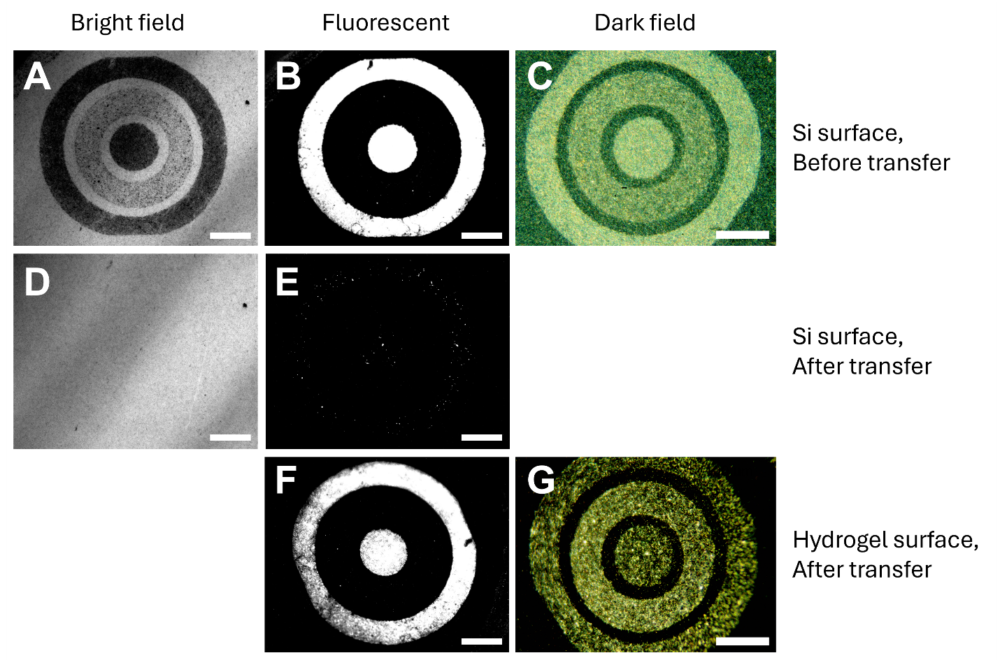 Bright field
Fluorescent
Dark field
A
B
C
Si surface,
Before transfer
D
E
Si surface,
After transfer
F
G
Hydrogel surface,
After transfer